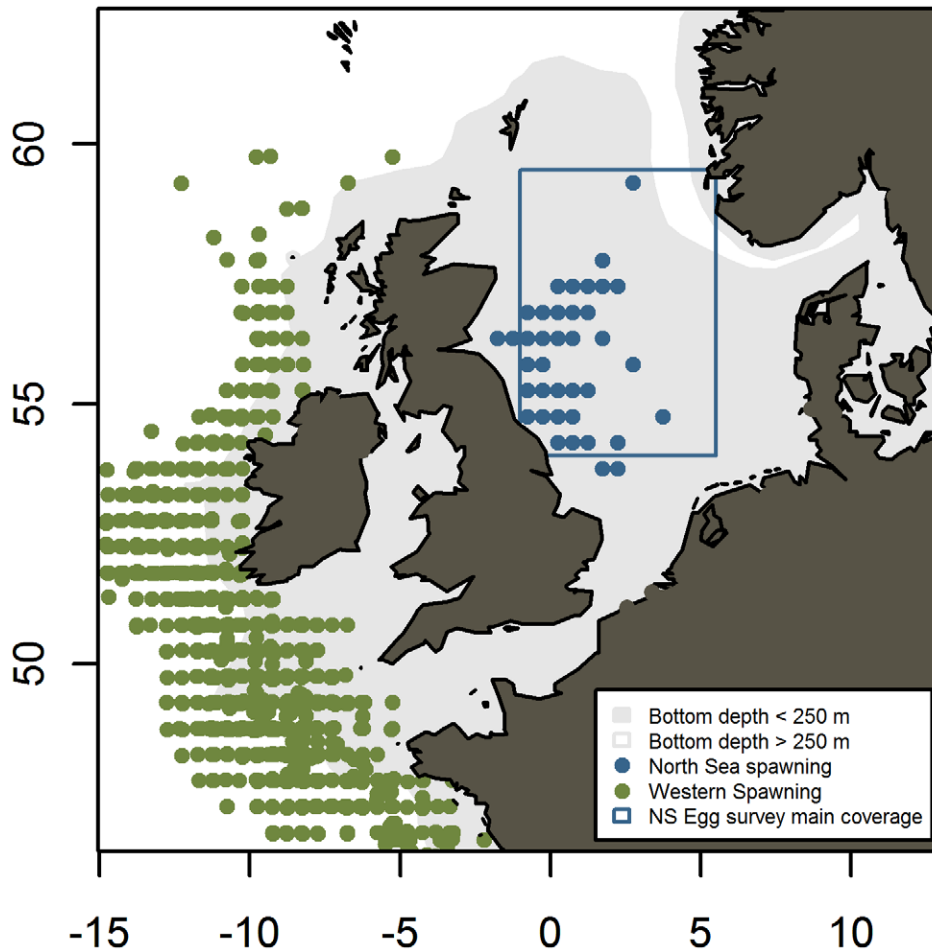 60
55
50
Bottom depth < 250 m
Bottom depth > 250 m
North Sea spawning
Western Spawning
NS Egg survey main coverage
-15 -10 -5 0 5 10